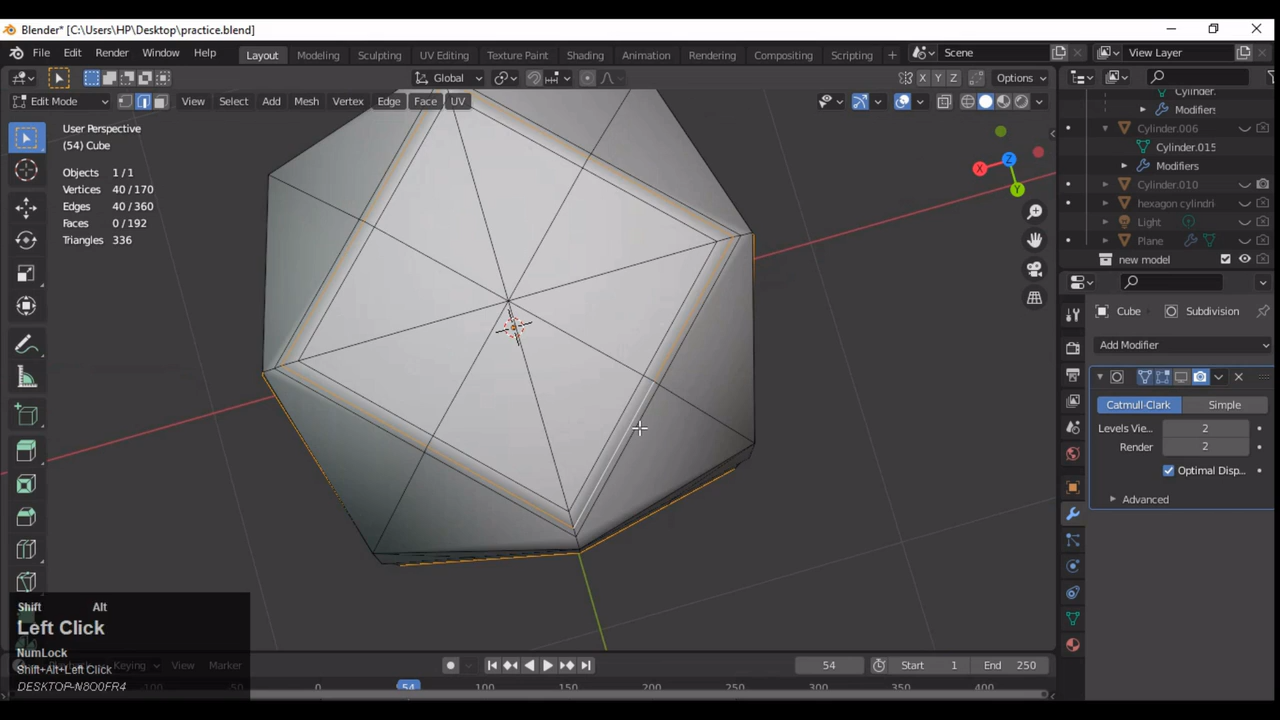 Blender* [C:\Users\HP\Desktop\practice.blend]
File Edit Render Window Help Layout Modeling Sculpting UV Editing Texture Paint Shading Animation Rendering Compositing Scripting + Scene View Layer
Global Options
X Y Z
Edit Mode View Select Add Mesh Vertex Edge Face UV
User Perspective
(54) Cube
Objects 1/1
Vertices 40/170
Edges 40/360
Faces 0/192
Triangles 336
X Z Y
Cylinder.
Modifiers
Cylinder.006
Cylinder.015
Modifiers
Cylinder.010
hexagon cylindri
Light
Plane
new model
Cube Subdivision
Add Modifier
Catmull-Clark Simple
Levels Vie... 2
Render 2
Optimal Disp...
Advanced
Shift Alt
Left Click
NumLock
Shift+Alt+Left Click
DESKTOP-N8O0FR4
Keying View Marker
54 Start 1 End 250
-100 -50 0 54 100 150 200 250 300 350 400